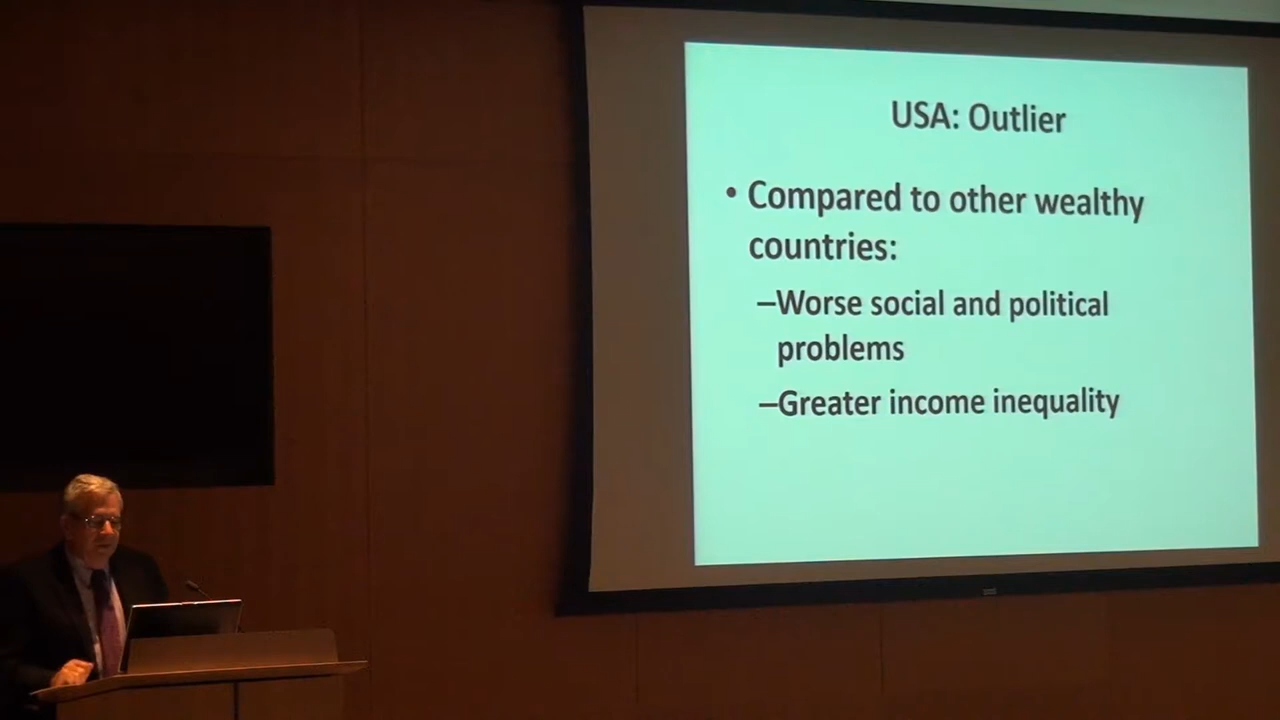 USA: Outlier
• Compared to other wealthy
countries:
–Worse social and political
problems
–Greater income inequality